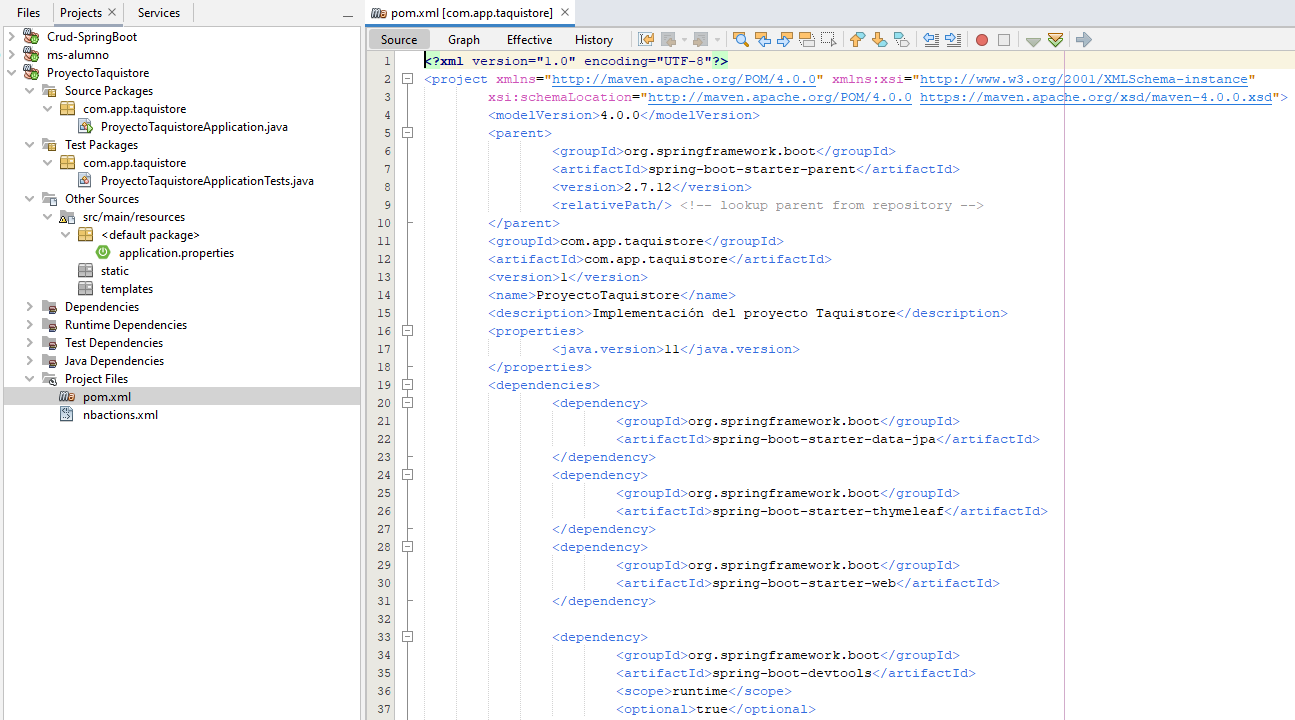 Files Projects Services
Crud-SpringBoot
ms-alumno
ProyectoTaquistore
Source Packages
com.app.taquistore
ProyectoTaquistoreApplication.java
Test Packages
com.app.taquistore
ProyectoTaquistoreApplicationTests.java
Other Sources
src/main/resources
<default package>
application.properties
static
templates
Dependencies
Runtime Dependencies
Test Dependencies
Java Dependencies
Project Files
pom.xml
nbactions.xml
pom.xml [com.app.taquistore]
Source Graph Effective History
1 <?xml version="1.0" encoding="UTF-8"?>
2 <project xmlns="http://maven.apache.org/POM/4.0.0" xmlns:xsi="http://www.w3.org/2001/XMLSchema-instance"
3 xsi:schemaLocation="http://maven.apache.org/POM/4.0.0 https://maven.apache.org/xsd/maven-4.0.0.xsd">
4 <modelVersion>4.0.0</modelVersion>
5 <parent>
6 <groupId>org.springframework.boot</groupId>
7 <artifactId>spring-boot-starter-parent</artifactId>
8 <version>2.7.12</version>
9 <relativePath/> <!-- lookup parent from repository -->
10 </parent>
11 <groupId>com.app.taquistore</groupId>
12 <artifactId>com.app.taquistore</artifactId>
13 <version>1</version>
14 <name>ProyectoTaquistore</name>
15 <description>Implementación del proyecto Taquistore</description>
16 <properties>
17 <java.version>11</java.version>
18 </properties>
19 <dependencies>
20 <dependency>
21 <groupId>org.springframework.boot</groupId>
22 <artifactId>spring-boot-starter-data-jpa</artifactId>
23 </dependency>
24 <dependency>
25 <groupId>org.springframework.boot</groupId>
26 <artifactId>spring-boot-starter-thymeleaf</artifactId>
27 </dependency>
28 <dependency>
29 <groupId>org.springframework.boot</groupId>
30 <artifactId>spring-boot-starter-web</artifactId>
31 </dependency>
32
33 <dependency>
34 <groupId>org.springframework.boot</groupId>
35 <artifactId>spring-boot-devtools</artifactId>
36 <scope>runtime</scope>
37 <optional>true</optional>